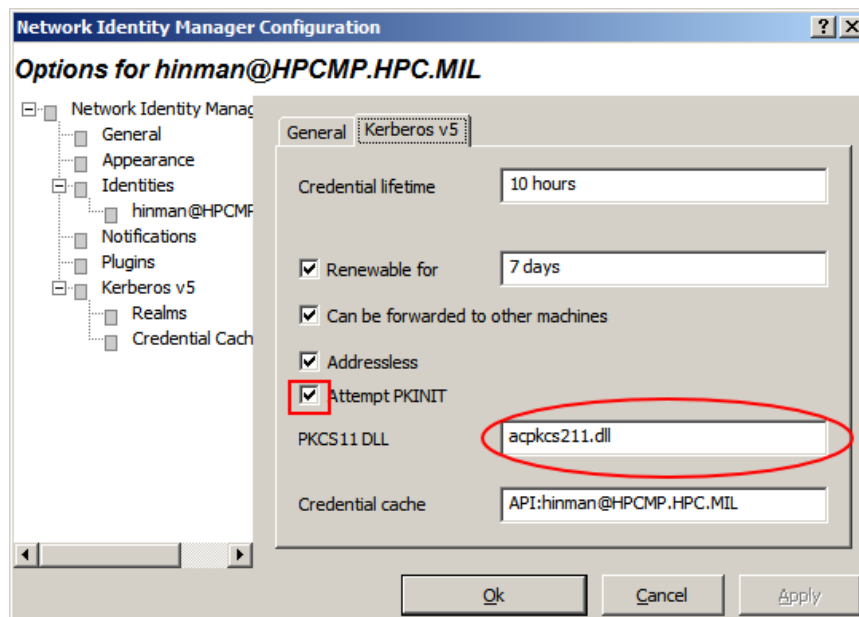 Network Identity Manager Configuration
Options for hinman@HPCMP.HPC.MIL
Network Identity Manag
General
Appearance
Identities
hinman@HPCMP
Notifications
Plugins
Kerberos v5
Realms
Credential Cach
General Kerberos v5
Credential lifetime 10 hours
Renewable for 7 days
Can be forwarded to other machines
Addressless
Attempt PKINIT
PKCS11 DLL acpkcs211.dll
Credential cache API:hinman@HPCMP.HPC.MIL
Ok Cancel Apply